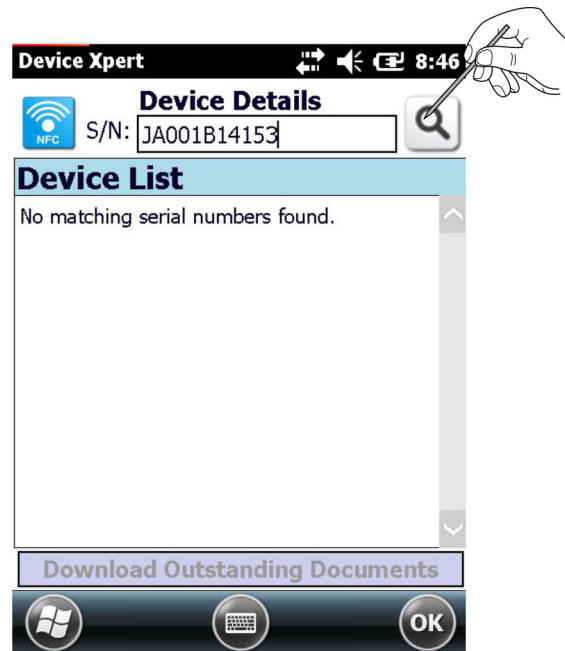 Device Xpert 8:46
Device Details
NFC S/N: JA001B14153
Device List
No matching serial numbers found.
Download Outstanding Documents
OK